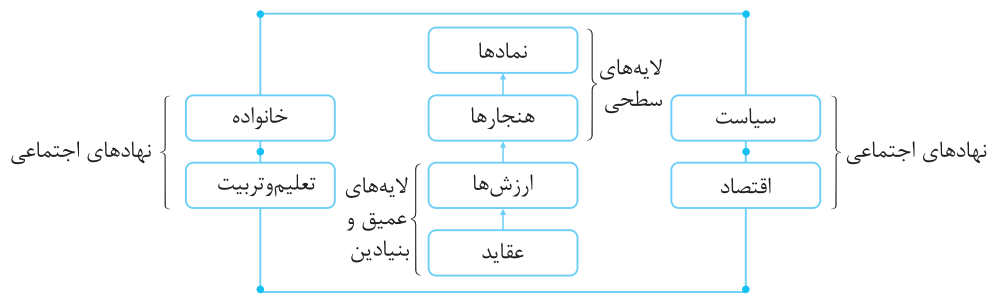 نمادها
لایه‌های
سطحی
سیاست
هنجارها
خانواده
نهادهای اجتماعی
نهادهای اجتماعی
اقتصاد
ارزش‌ها
لایه‌های
عمیق و
بنیادین
تعلیم‌وتربیت
عقاید